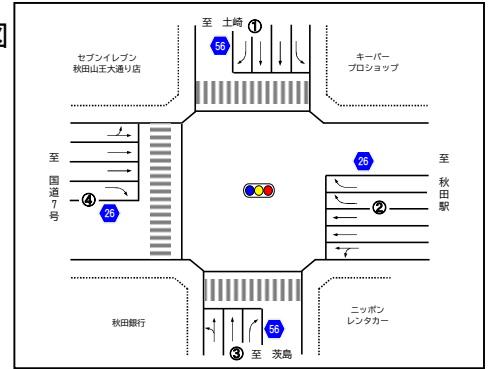 図
至 土崎 ①
56
セブンイレブン
秋田山王大通り店
キーパー
プロショップ
至 国道7号
④
26
26
②
至 秋田駅
秋田銀行
ニッポン
レンタカー
56
③ 至 茨島